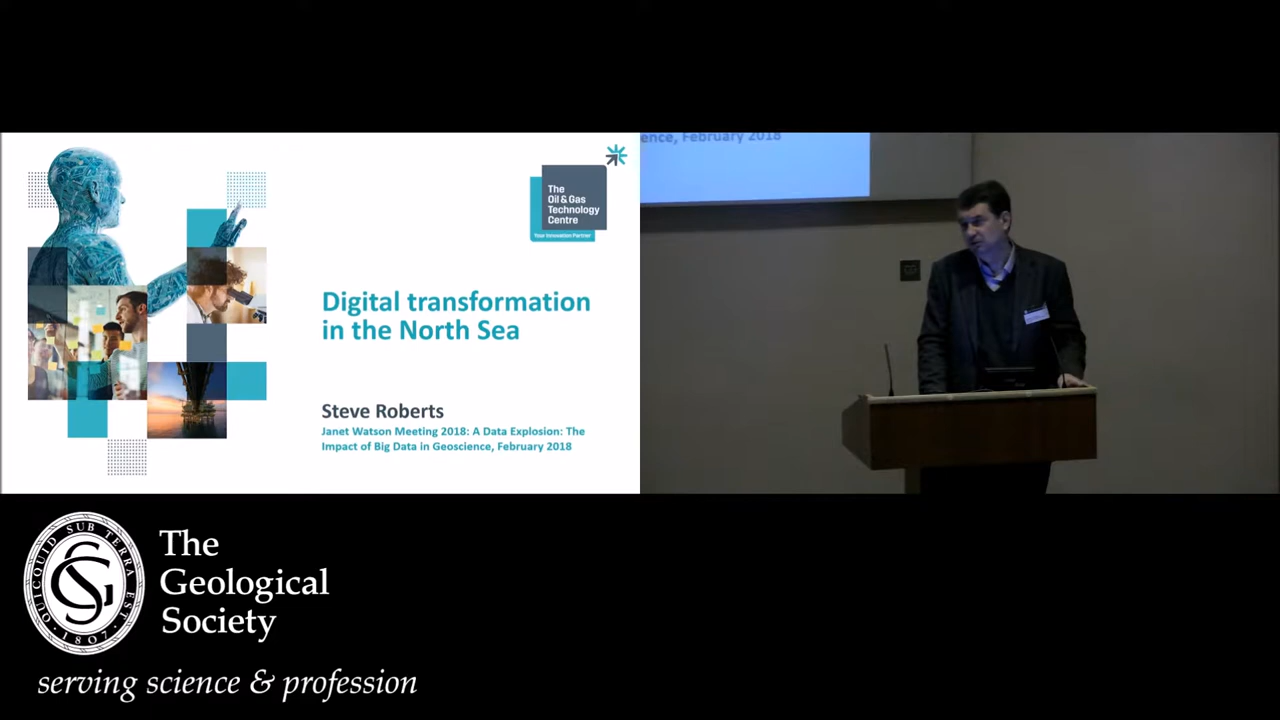 The
Oil & Gas
Technology
Centre
Your Innovation Partner
Digital transformation
in the North Sea
Steve Roberts
Janet Watson Meeting 2018: A Data Explosion: The
Impact of Big Data in Geoscience, February 2018
ence, February 2018
QUICQUID SUB TERRA EST
1807
The
Geological
Society
serving science & profession